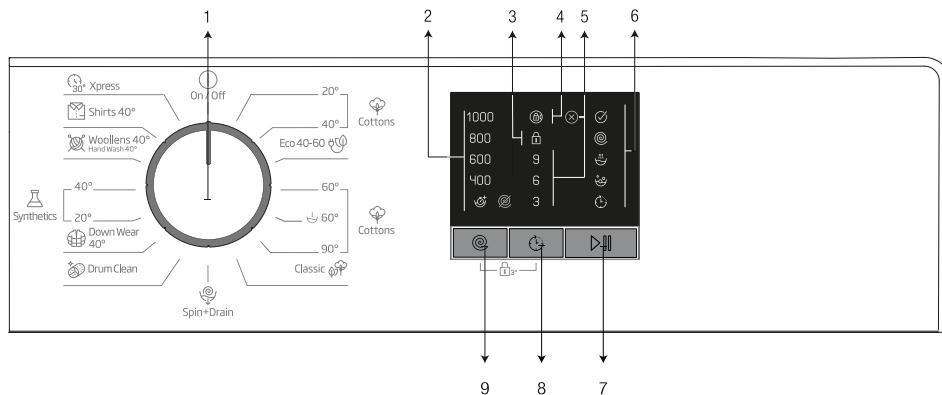 1 2 3 4 5 6
On / Off
30° Xpress
Shirts 40°
Woollens 40°
Hand Wash 40°
40°
Synthetics
20°
Down Wear
40°
Drum Clean
Spin+Drain
20°
Cottons
40°
Eco 40-60
60°
60°
Cottons
90°
Classic
1000
800
600 9
400 6
3
3"
9 8 7